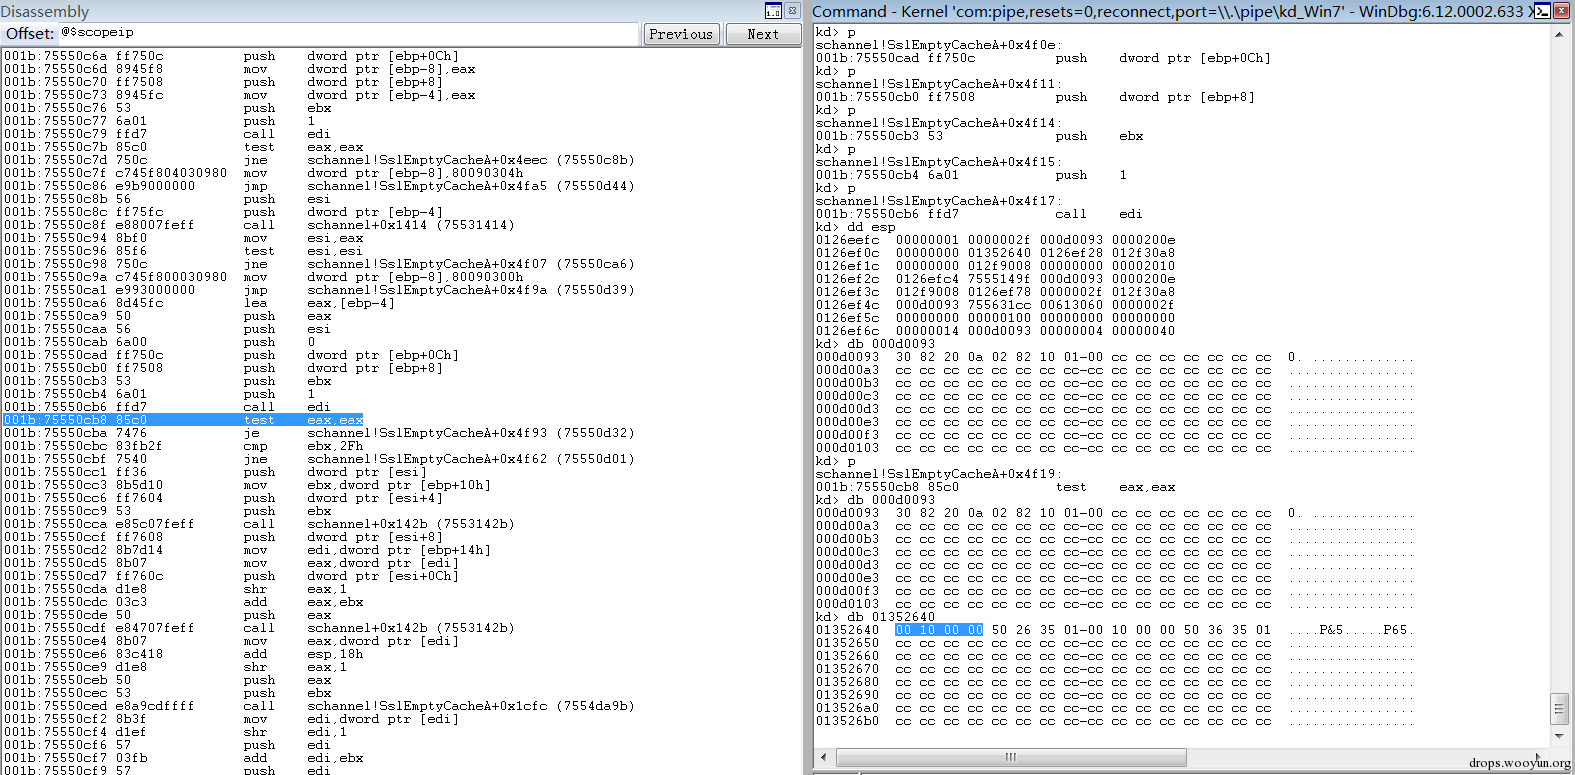 Disassembly
Offset: @$scopeip
Previous
Next
001b:75550c6a ff750c push dword ptr [ebp+0Ch]
001b:75550c6d 8945f8 mov dword ptr [ebp-8],eax
001b:75550c70 ff7508 push dword ptr [ebp+8]
001b:75550c73 8945fc mov dword ptr [ebp-4],eax
001b:75550c76 53 push ebx
001b:75550c77 6a01 push 1
001b:75550c79 ffd7 call edi
001b:75550c7b 85c0 test eax,eax
001b:75550c7d 750c jne schannel!SslEmptyCacheA+0x4eec (75550c8b)
001b:75550c7f c745f804030980 mov dword ptr [ebp-8],80090304h
001b:75550c86 e9b9000000 jmp schannel!SslEmptyCacheA+0x4fa5 (75550d44)
001b:75550c8b 56 push esi
001b:75550c8c ff75fc push dword ptr [ebp-4]
001b:75550c8f e88007feff call schannel+0x1414 (75531414)
001b:75550c94 8bf0 mov esi,eax
001b:75550c96 85f6 test esi,esi
001b:75550c98 750c jne schannel!SslEmptyCacheA+0x4f07 (75550ca6)
001b:75550c9a c745f800030980 mov dword ptr [ebp-8],80090300h
001b:75550ca1 e993000000 jmp schannel!SslEmptyCacheA+0x4f9a (75550d39)
001b:75550ca6 8d45fc lea eax,[ebp-4]
001b:75550ca9 50 push eax
001b:75550caa 56 push esi
001b:75550cab 6a00 push 0
001b:75550cad ff750c push dword ptr [ebp+0Ch]
001b:75550cb0 ff7508 push dword ptr [ebp+8]
001b:75550cb3 53 push ebx
001b:75550cb4 6a01 push 1
001b:75550cb6 ffd7 call edi
001b:75550cb8 85c0 test eax,eax
001b:75550cba 7476 je schannel!SslEmptyCacheA+0x4f93 (75550d32)
001b:75550cbc 83fb2f cmp ebx,2Fh
001b:75550cbf 7540 jne schannel!SslEmptyCacheA+0x4f62 (75550d01)
001b:75550cc1 ff36 push dword ptr [esi]
001b:75550cc3 8b5d10 mov ebx,dword ptr [ebp+10h]
001b:75550cc6 ff7604 push dword ptr [esi+4]
001b:75550cc9 53 push ebx
001b:75550cca e85c07feff call schannel+0x142b (7553142b)
001b:75550ccf ff7608 push dword ptr [esi+8]
001b:75550cd2 8b7d14 mov edi,dword ptr [ebp+14h]
001b:75550cd5 8b07 mov eax,dword ptr [edi]
001b:75550cd7 ff760c push dword ptr [esi+0Ch]
001b:75550cda d1e8 shr eax,1
001b:75550cdc 03c3 add eax,ebx
001b:75550cde 50 push eax
001b:75550cdf e84707feff call schannel+0x142b (7553142b)
001b:75550ce4 8b07 mov eax,dword ptr [edi]
001b:75550ce6 83c418 add esp,18h
001b:75550ce9 d1e8 shr eax,1
001b:75550ceb 50 push eax
001b:75550cec 53 push ebx
001b:75550ced e8a9cdffff call schannel!SslEmptyCacheA+0x1cfc (7554da9b)
001b:75550cf2 8b3f mov edi,dword ptr [edi]
001b:75550cf4 d1ef shr edi,1
001b:75550cf6 57 push edi
001b:75550cf7 03fb add edi,ebx
001b:75550cf9 57 push edi
Command - Kernel 'com:pipe,resets=0,reconnect,port=\\.\pipe\kd_Win7' - WinDbg:6.12.0002.633 X
kd> p
schannel!SslEmptyCacheA+0x4f0e:
001b:75550cad ff750c push dword ptr [ebp+0Ch]
kd> p
schannel!SslEmptyCacheA+0x4f11:
001b:75550cb0 ff7508 push dword ptr [ebp+8]
kd> p
schannel!SslEmptyCacheA+0x4f14:
001b:75550cb3 53 push ebx
kd> p
schannel!SslEmptyCacheA+0x4f15:
001b:75550cb4 6a01 push 1
kd> p
schannel!SslEmptyCacheA+0x4f17:
001b:75550cb6 ffd7 call edi
kd> dd esp
0126eefc 00000001 0000002f 000d0093 0000200e
0126ef0c 00000000 01352640 0126ef28 012f30a8
0126ef1c 00000000 012f9008 00000000 00002010
0126ef2c 0126efc4 7555149f 000d0093 0000200e
0126ef3c 012f9008 0126ef78 0000002f 012f30a8
0126ef4c 000d0093 755631cc 00613060 0000002f
0126ef5c 00000000 00000100 00000000 00000000
0126ef6c 00000014 000d0093 00000004 00000040
kd> db 000d0093
000d0093 30 82 20 0a 02 82 10 01-00 cc cc cc cc cc cc cc 0. .............
000d00a3 cc cc cc cc cc cc cc cc-cc cc cc cc cc cc cc cc ................
000d00b3 cc cc cc cc cc cc cc cc-cc cc cc cc cc cc cc cc ................
000d00c3 cc cc cc cc cc cc cc cc-cc cc cc cc cc cc cc cc ................
000d00d3 cc cc cc cc cc cc cc cc-cc cc cc cc cc cc cc cc ................
000d00e3 cc cc cc cc cc cc cc cc-cc cc cc cc cc cc cc cc ................
000d00f3 cc cc cc cc cc cc cc cc-cc cc cc cc cc cc cc cc ................
000d0103 cc cc cc cc cc cc cc cc-cc cc cc cc cc cc cc cc ................
kd> p
schannel!SslEmptyCacheA+0x4f19:
001b:75550cb8 85c0 test eax,eax
kd> db 000d0093
000d0093 30 82 20 0a 02 82 10 01-00 cc cc cc cc cc cc cc 0. .............
000d00a3 cc cc cc cc cc cc cc cc-cc cc cc cc cc cc cc cc ................
000d00b3 cc cc cc cc cc cc cc cc-cc cc cc cc cc cc cc cc ................
000d00c3 cc cc cc cc cc cc cc cc-cc cc cc cc cc cc cc cc ................
000d00d3 cc cc cc cc cc cc cc cc-cc cc cc cc cc cc cc cc ................
000d00e3 cc cc cc cc cc cc cc cc-cc cc cc cc cc cc cc cc ................
000d00f3 cc cc cc cc cc cc cc cc-cc cc cc cc cc cc cc cc ................
000d0103 cc cc cc cc cc cc cc cc-cc cc cc cc cc cc cc cc ................
kd> db 01352640
01352640 00 10 00 00 50 26 35 01-00 10 00 00 50 36 35 01 ....P&5.....P65.
01352650 cc cc cc cc cc cc cc cc-cc cc cc cc cc cc cc cc ................
01352660 cc cc cc cc cc cc cc cc-cc cc cc cc cc cc cc cc ................
01352670 cc cc cc cc cc cc cc cc-cc cc cc cc cc cc cc cc ................
01352680 cc cc cc cc cc cc cc cc-cc cc cc cc cc cc cc cc ................
01352690 cc cc cc cc cc cc cc cc-cc cc cc cc cc cc cc cc ................
013526a0 cc cc cc cc cc cc cc cc-cc cc cc cc cc cc cc cc ................
013526b0 cc cc cc cc cc cc cc cc-cc cc cc cc cc cc cc cc ................
drops.wooyun.org